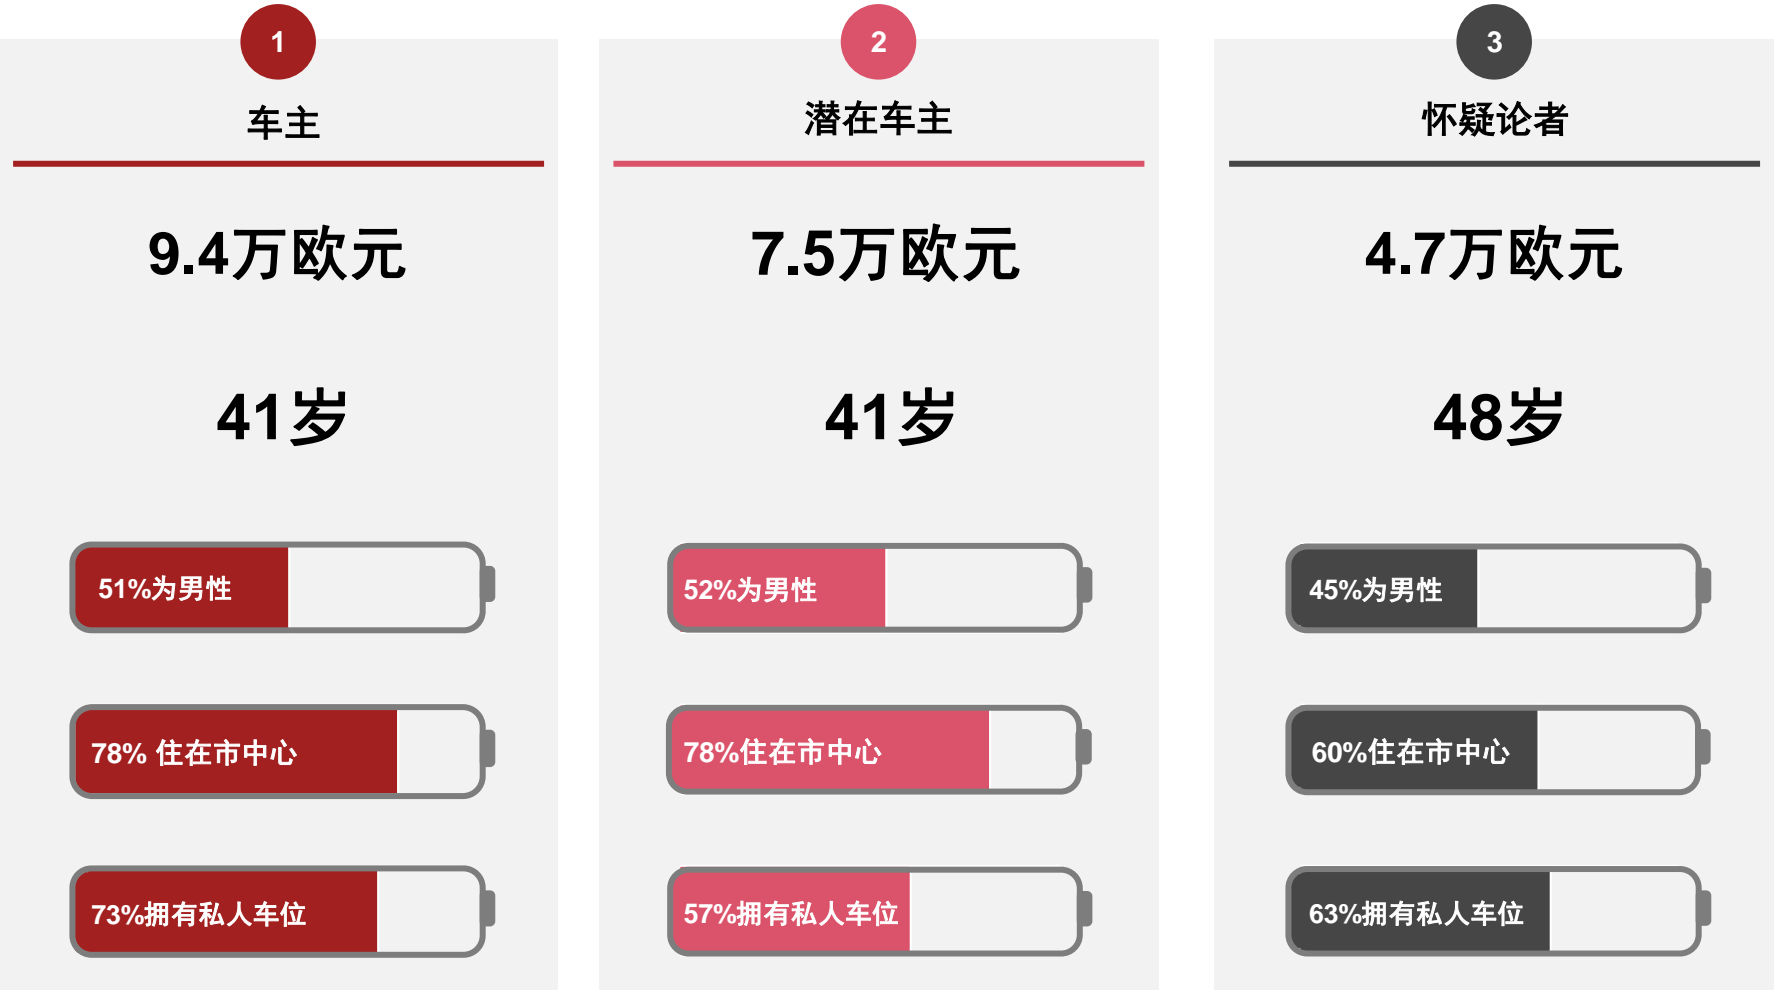 1
车主
9.4万欧元
41岁
51%为男性
78% 住在市中心
73%拥有私人车位
2
潜在车主
7.5万欧元
41岁
52%为男性
78%住在市中心
57%拥有私人车位
3
怀疑论者
4.7万欧元
48岁
45%为男性
60%住在市中心
63%拥有私人车位